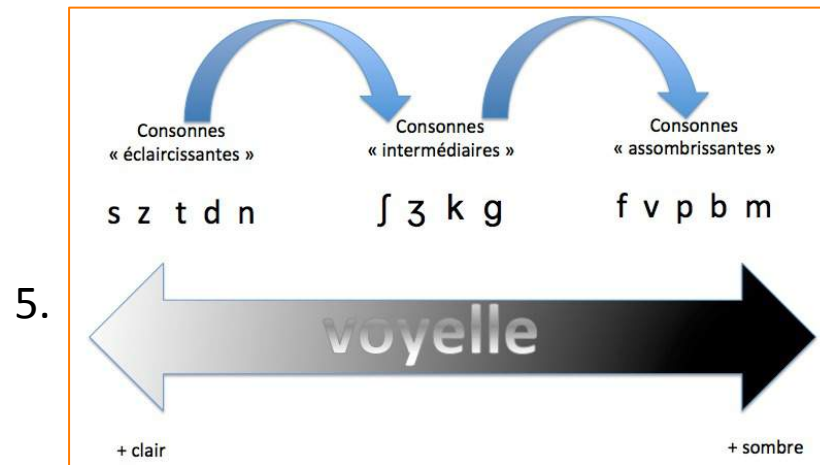 Consonnes
« éclaircissantes »
Consonnes
« intermédiaires »
Consonnes
« assombrissantes »
s z t d n
ʃ ʒ k g
f v p b m
5.
voyelle
+ clair
+ sombre